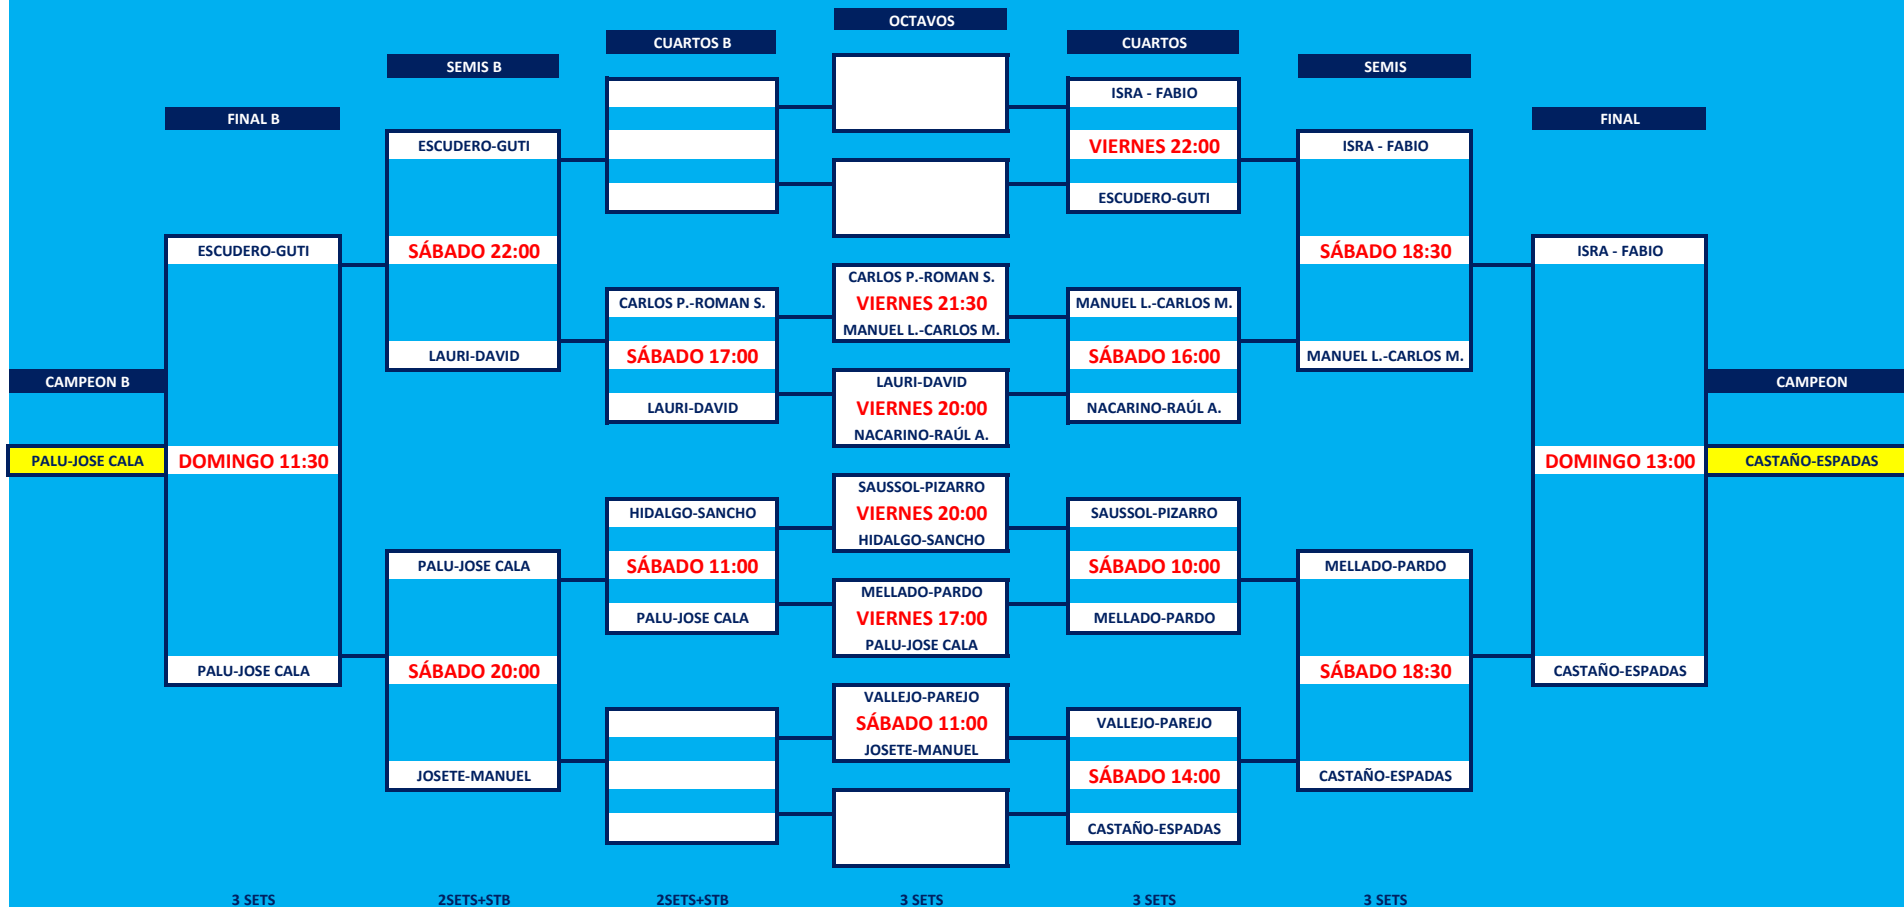 OCTAVOS
CUARTOS B
CUARTOS
SEMIS B
SEMIS
FINAL B
FINAL
ISRA - FABIO
VIERNES 22:00
ESCUDERO-GUTI
ESCUDERO-GUTI
SÁBADO 22:00
LAURI-DAVID
ISRA - FABIO
SÁBADO 18:30
MANUEL L.-CARLOS M.
ESCUDERO-GUTI
DOMINGO 11:30
PALU-JOSE CALA
ISRA - FABIO
DOMINGO 13:00
CASTAÑO-ESPADAS
CARLOS P.-ROMAN S.
VIERNES 21:30
MANUEL L.-CARLOS M.
CARLOS P.-ROMAN S.
SÁBADO 17:00
LAURI-DAVID
MANUEL L.-CARLOS M.
SÁBADO 16:00
NACARINO-RAÚL A.
LAURI-DAVID
VIERNES 20:00
NACARINO-RAÚL A.
CAMPEON B
PALU-JOSE CALA
CAMPEON
CASTAÑO-ESPADAS
SAUSSOL-PIZARRO
VIERNES 20:00
HIDALGO-SANCHO
HIDALGO-SANCHO
SÁBADO 11:00
PALU-JOSE CALA
SAUSSOL-PIZARRO
SÁBADO 10:00
MELLADO-PARDO
PALU-JOSE CALA
SÁBADO 20:00
JOSETE-MANUEL
MELLADO-PARDO
SÁBADO 18:30
CASTAÑO-ESPADAS
MELLADO-PARDO
VIERNES 17:00
PALU-JOSE CALA
VALLEJO-PAREJO
SÁBADO 11:00
JOSETE-MANUEL
VALLEJO-PAREJO
SÁBADO 14:00
CASTAÑO-ESPADAS
3 SETS
2SETS+STB
2SETS+STB
3 SETS
3 SETS
3 SETS